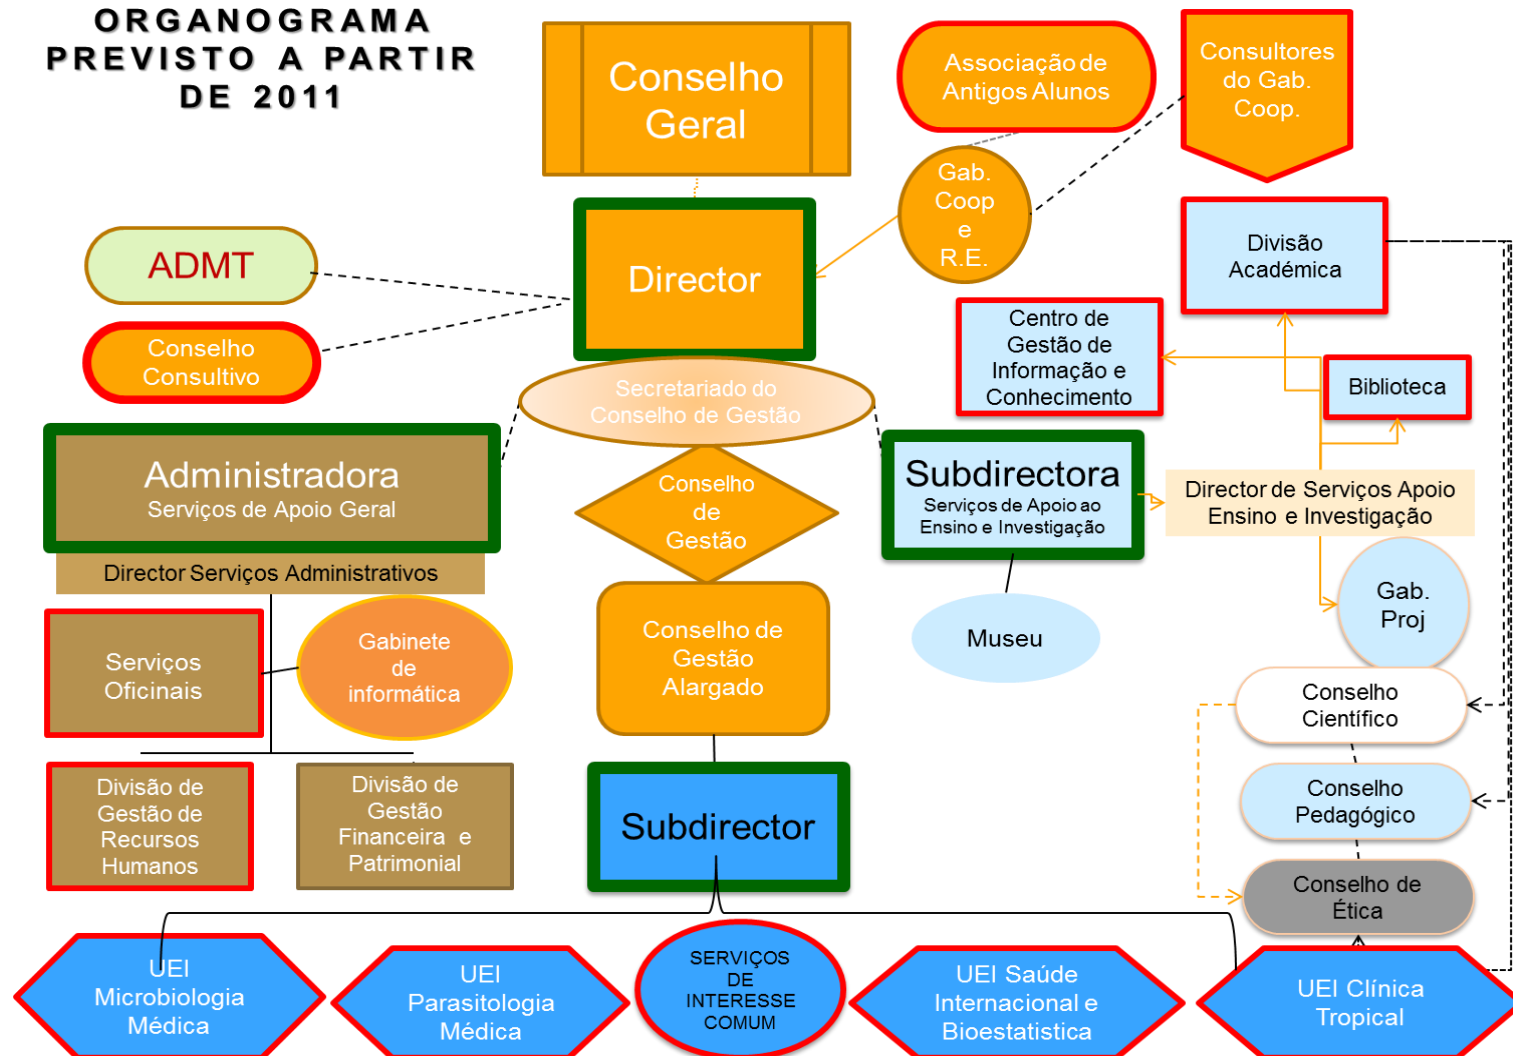 ORGANOGRAMA
PREVISTO A PARTIR
DE 2011
Conselho
Geral
Associação de
Antigos Alunos
Consultores
do Gab.
Coop.
Gab.
Coop
e
R.E.
Divisão
Académica
ADMT
Director
Conselho
Consultivo
Centro de
Gestão de
Informação e
Conhecimento
Biblioteca
Secretariado do
Conselho de Gestão
Administradora
Serviços de Apoio Geral
Conselho
de
Gestão
Subdirectora
Serviços de Apoio ao
Ensino e Investigação
Director de Serviços Apoio
Ensino e Investigação
Director Serviços Administrativos
Serviços
Oficinais
Gabinete
de
informática
Conselho de
Gestão
Alargado
Museu
Gab.
Proj
Conselho
Científico
Divisão de
Gestão de
Recursos
Humanos
Divisão de
Gestão
Financeira e
Patrimonial
Subdirector
Conselho
Pedagógico
Conselho de
Ética
UEI
Microbiologia
Médica
UEI
Parasitologia
Médica
SERVIÇOS
DE
INTERESSE
COMUM
UEI Saúde
Internacional e
Bioestatistica
UEI Clínica
Tropical